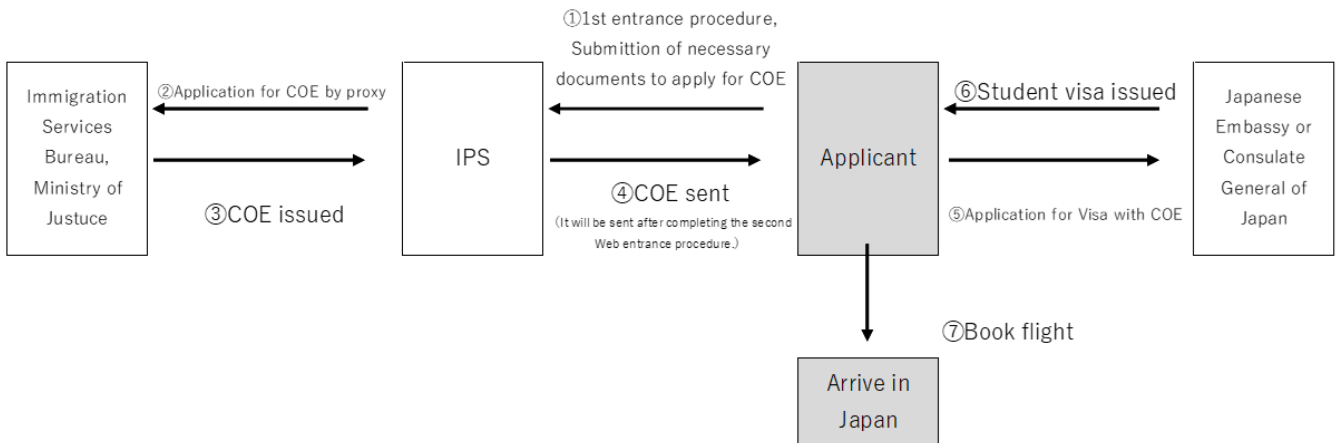 ①1st entrance procedure,
Submittion of necessary
documents to apply for COE
②Application for COE by proxy
⑥Student visa issued
Immigration
Services
Bureau,
Ministry of
Justuce
IPS
Applicant
Japanese
Embassy or
Consulate
General of
Japan
③COE issued
④COE sent
(It will be sent after completing the second
Web entrance procedure.)
⑤Application for Visa with COE
⑦Book flight
Arrive in
Japan